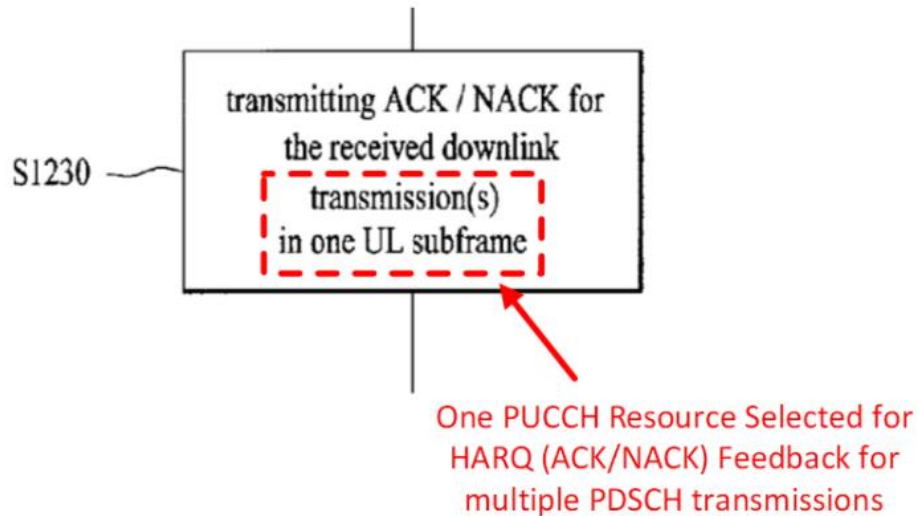 transmitting ACK / NACK for
the received downlink
S1230
transmission(s)
in one UL subframe
One PUCCH Resource Selected for
HARQ (ACK/NACK) Feedback for
multiple PDSCH transmissions